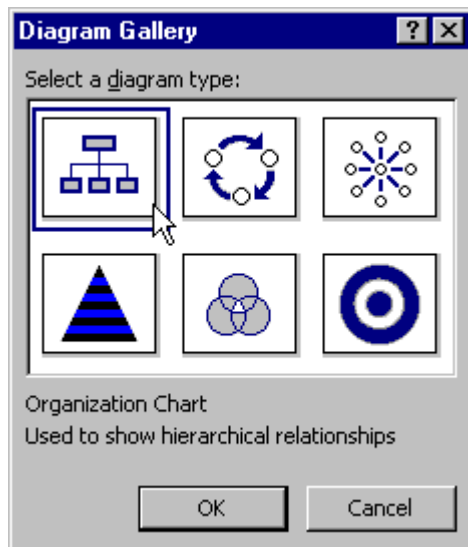 Diagram Gallery
Select a diagram type:
Organization Chart
Used to show hierarchical relationships
OK
Cancel